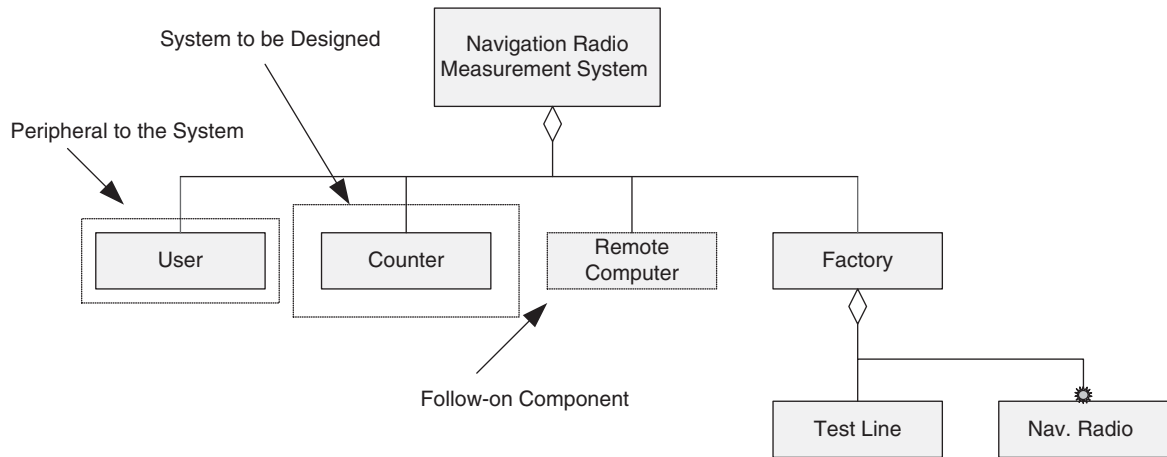 System to be Designed
Navigation Radio
Measurement System
Peripheral to the System
User
Counter
Remote
Computer
Factory
Follow-on Component
Test Line
Nav. Radio